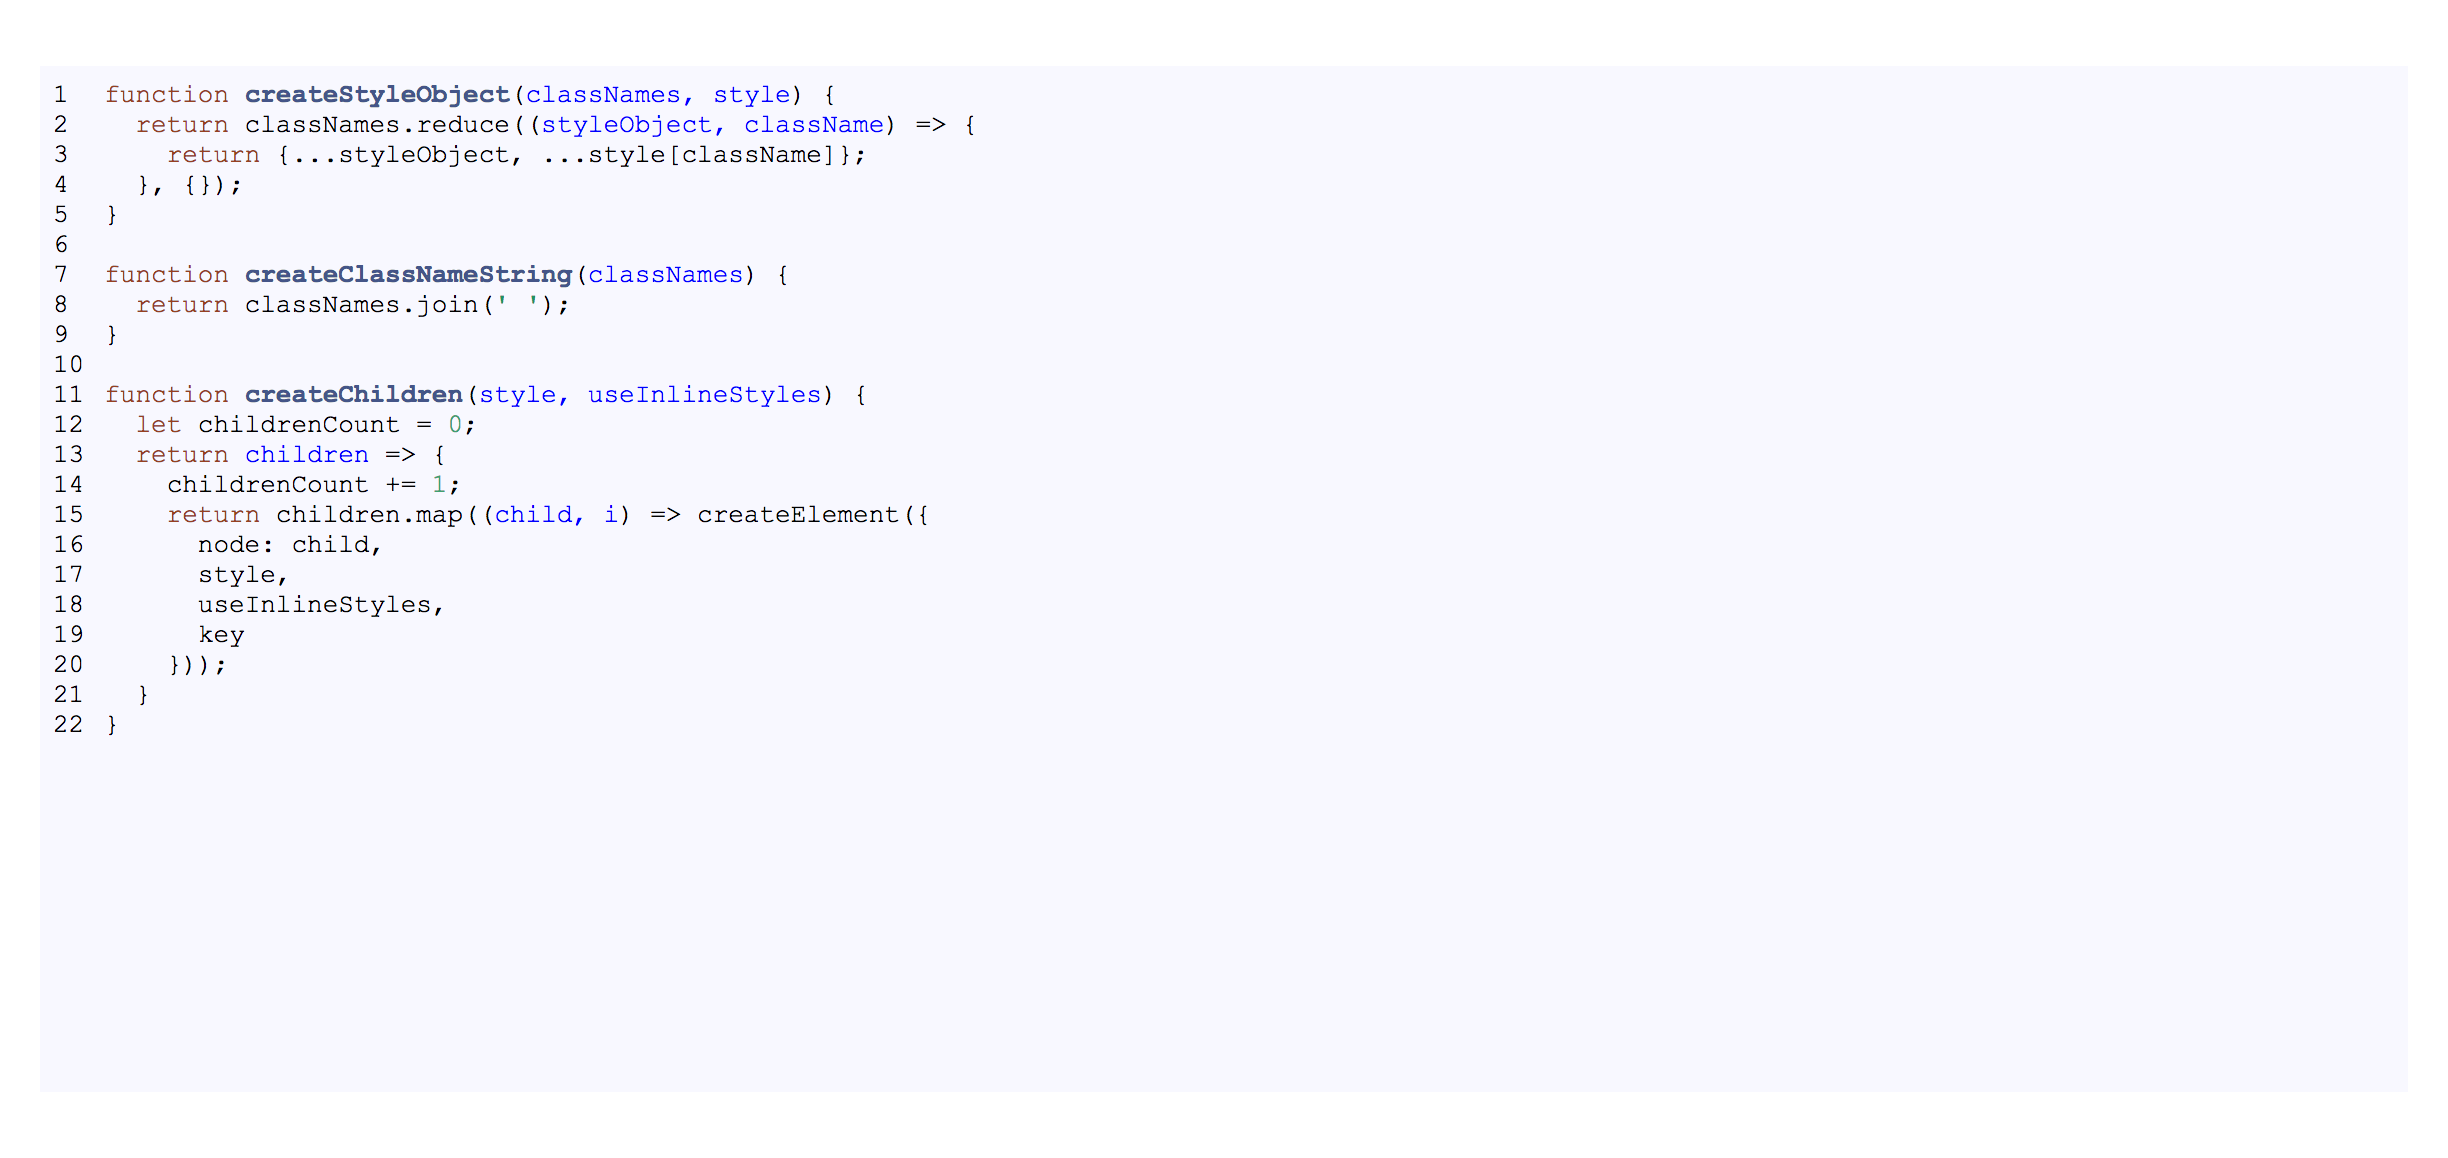 1 function createStyleObject(classNames, style) {
2   return classNames.reduce((styleObject, className) => {
3     return {...styleObject, ...style[className]};
4   }, {});
5 }
6
7 function createClassNameString(classNames) {
8   return classNames.join(' ');
9 }
10
11 function createChildren(style, useInlineStyles) {
12   let childrenCount = 0;
13   return children => {
14     childrenCount += 1;
15     return children.map((child, i) => createElement({
16       node: child,
17       style,
18       useInlineStyles,
19       key
20     }));
21   }
22 }